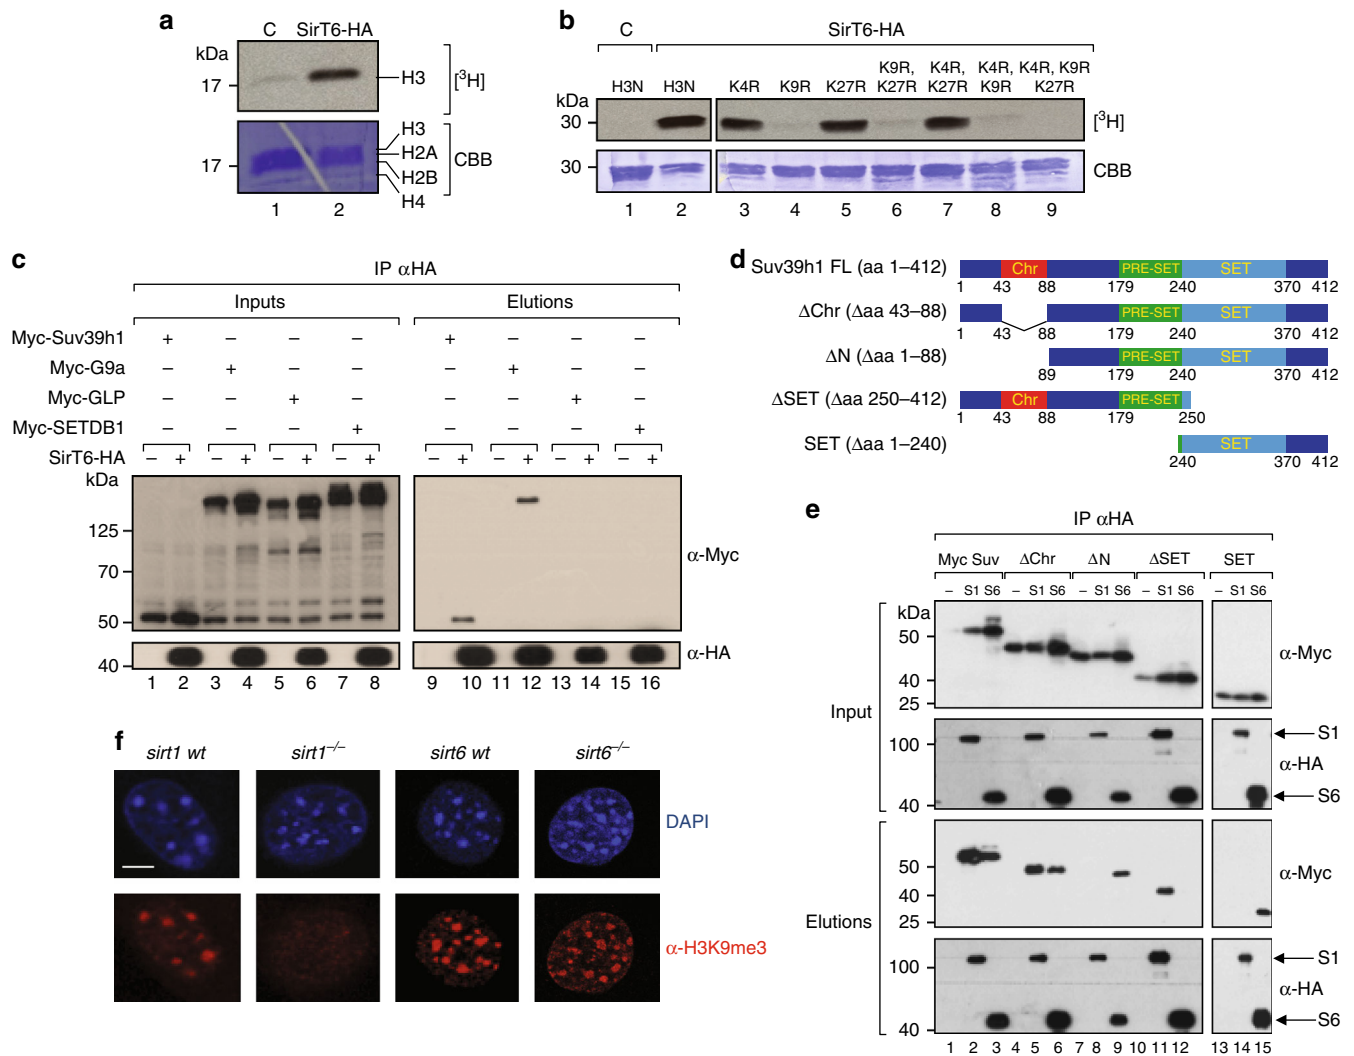 a
C SirT6-HA
kDa
17
H3
[³H]
17
H3
H2A
H2B
H4
CBB
1 2
b
C SirT6-HA
H3N H3N K4R K9R K27R K9R, K27R K4R, K27R K4R, K9R K4R, K9R K27R
kDa
30
[³H]
30
CBB
1 2 3 4 5 6 7 8 9
c
IP αHA
Inputs Elutions
Myc-Suv39h1 + – – – + – – –
Myc-G9a – + – – – + – –
Myc-GLP – – + – – – + –
Myc-SETDB1 – – – + – – – +
SirT6-HA – + – + – + – + – + – + – + – +
kDa
125
70
50
α-Myc
40
α-HA
1 2 3 4 5 6 7 8 9 10 11 12 13 14 15 16
d
Suv39h1 FL (aa 1–412) Chr PRE-SET SET
1 43 88 179 240 370 412
ΔChr (Δaa 43–88) PRE-SET SET
1 43 88 179 240 370 412
ΔN (Δaa 1–88) PRE-SET SET
89 179 240 370 412
ΔSET (Δaa 250–412) Chr PRE-SET
1 43 88 179 250
SET (Δaa 1–240) SET
240 370 412
e
IP αHA
Myc Suv ΔChr ΔN ΔSET SET
– S1 S6 – S1 S6 – S1 S6 – S1 S6 – S1 S6
kDa
50
40
25
α-Myc
Input
100
40
S1
α-HA
S6
50
40
25
α-Myc
Elutions
100
40
S1
α-HA
S6
1 2 3 4 5 6 7 8 9 10 11 12 13 14 15
f
sirt1 wt sirt1–/– sirt6 wt sirt6–/–
DAPI
α-H3K9me3